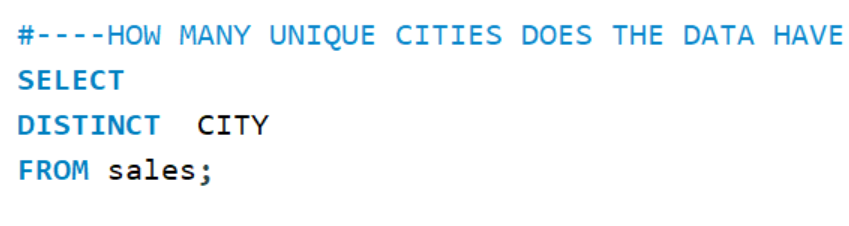 #----HOW MANY UNIQUE CITIES DOES THE DATA HAVE
SELECT
DISTINCT  CITY
FROM sales;